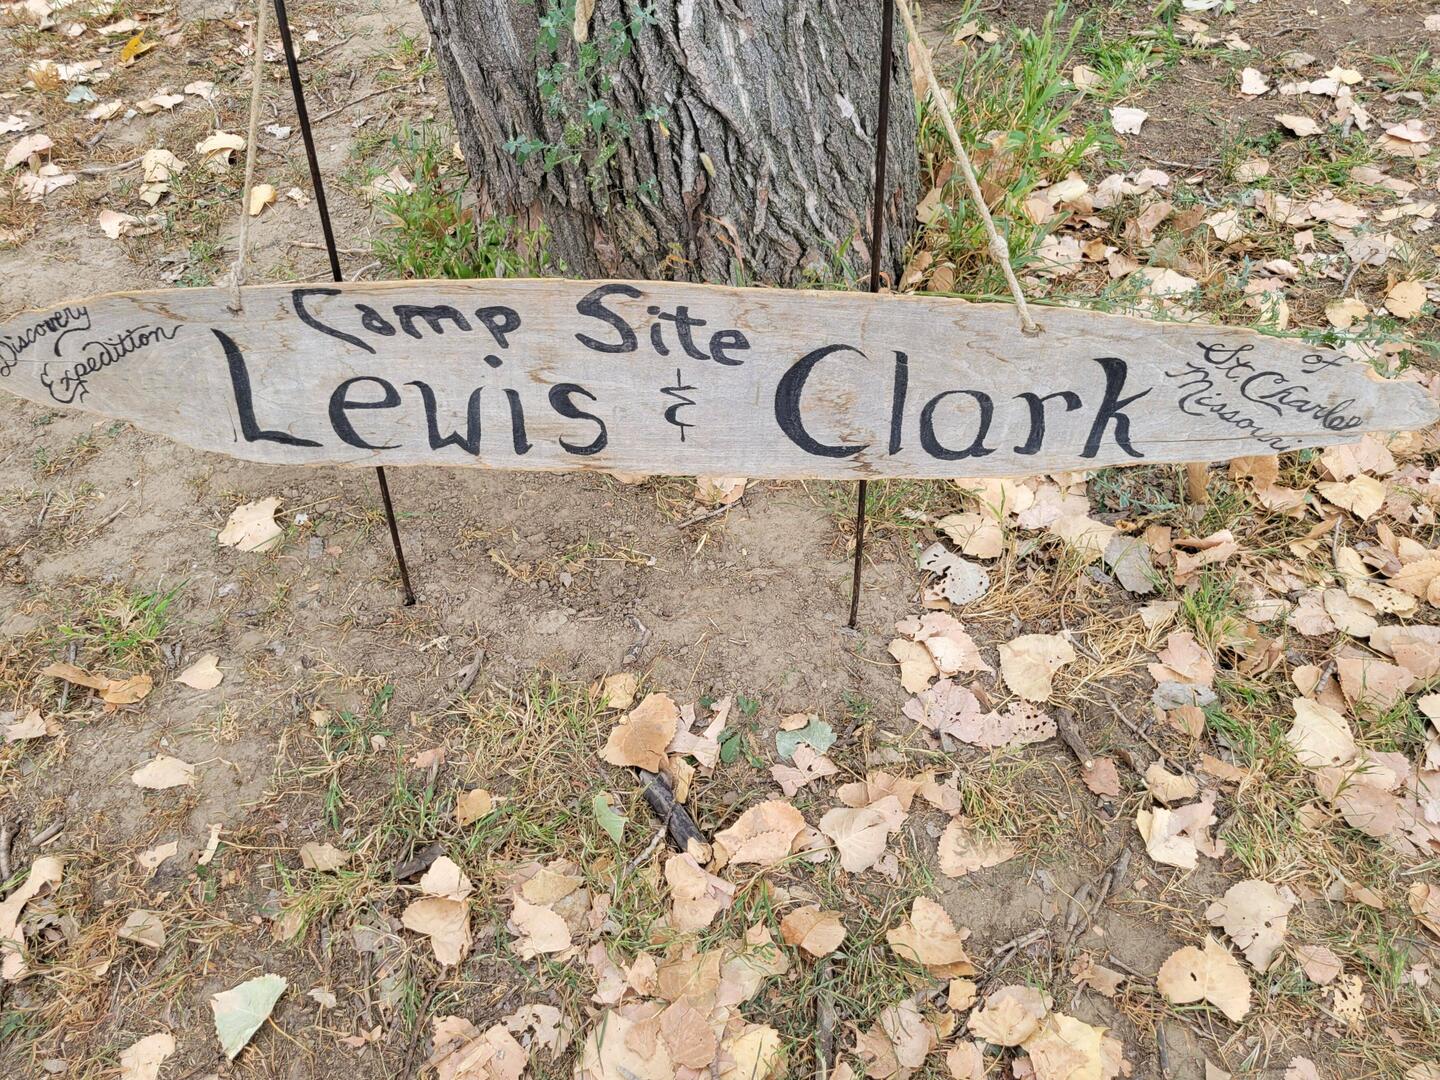 Discovery
Expedition
Camp Site
Lewis & Clark
of
St Charles
Missouri